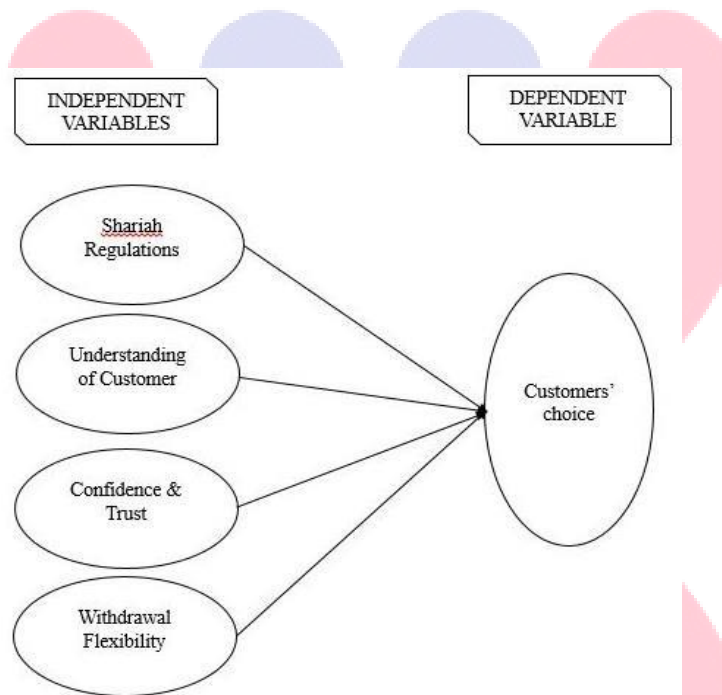 INDEPENDENT
VARIABLES
DEPENDENT
VARIABLE
Shariah
Regulations
Understanding
of Customer
Confidence &
Trust
Withdrawal
Flexibility
Customers’
choice